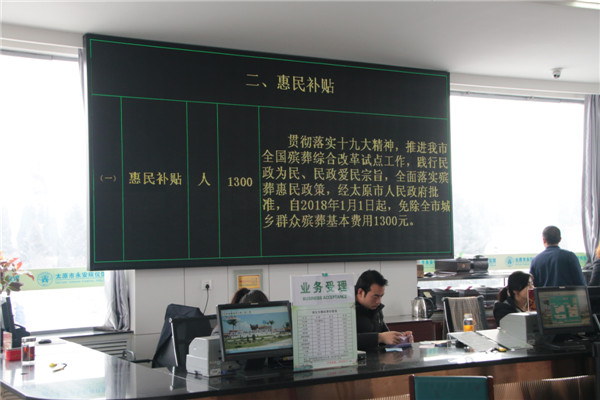 二、惠民补贴
(一)
惠民补贴
人
1300
贯彻落实十九大精神，推进我市
全国殡葬综合改革试点工作，践行民
政为民、民政爱民宗旨，全面落实殡
葬惠民政策，经太原市人民政府批
准，自2018年1月1日起，免除全市城
乡群众殡葬基本费用1300元。
业务受理
BUSINESS ACCEPTANCE